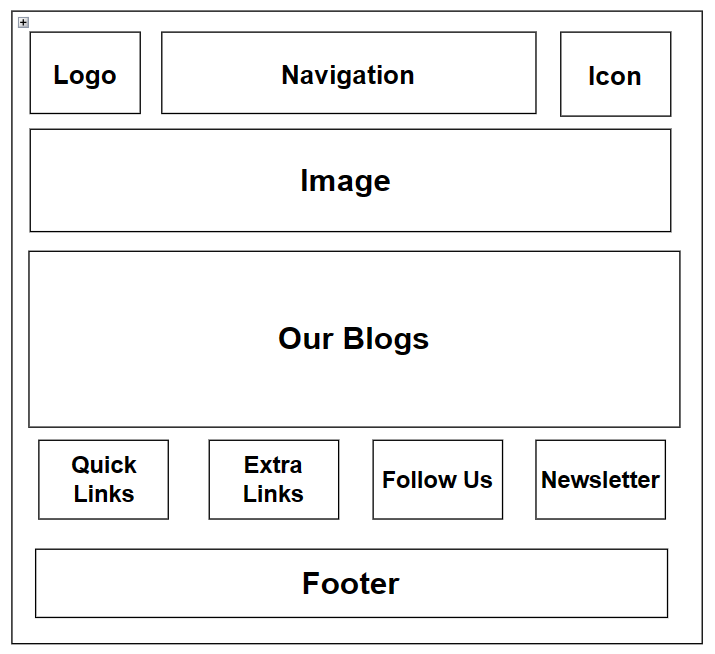 Logo
Navigation
Icon
Image
Our Blogs
Quick
Links
Extra
Links
Follow Us
Newsletter
Footer